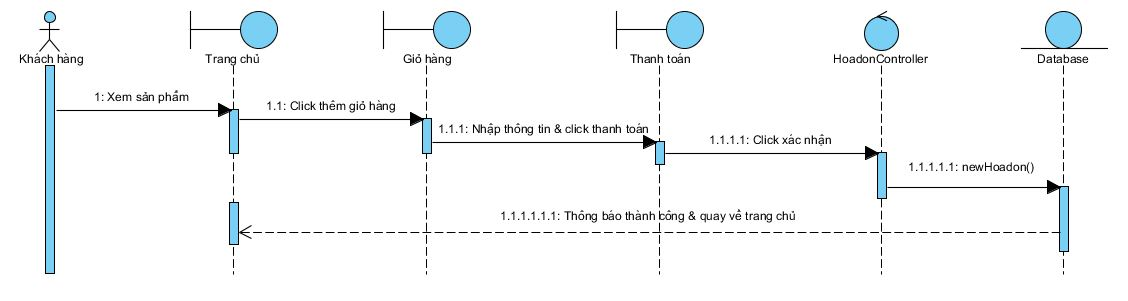 Khách hàng
Trang chủ
Giỏ hàng
Thanh toán
HoadonController
Database
1: Xem sản phẩm
1.1: Click thêm giỏ hàng
1.1.1: Nhập thông tin & click thanh toán
1.1.1.1: Click xác nhận
1.1.1.1.1: newHoadon()
1.1.1.1.1.1: Thông báo thành công & quay về trang chủ